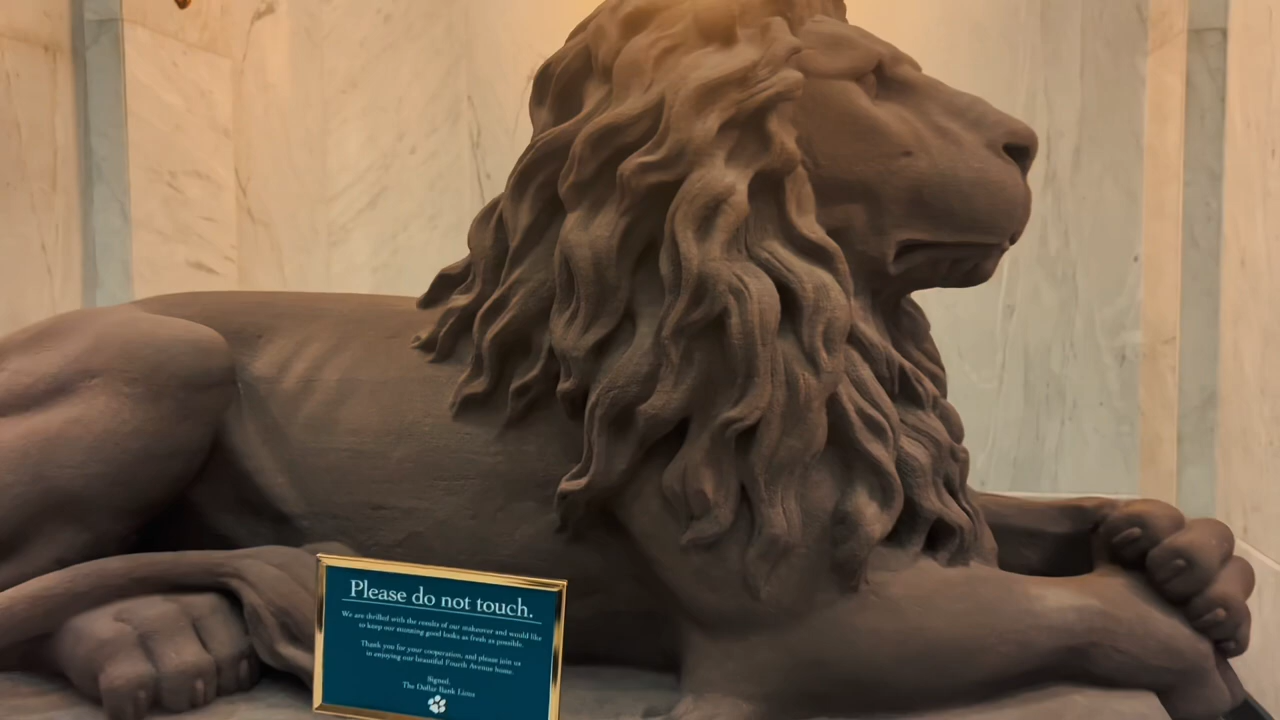 Please do not touch.
We are thrilled with the results of our makeover and would like
to keep our stunning good looks as fresh as possible.
Thank you for your cooperation, and please join us
in enjoying our beautiful Fourth Avenue home.
Signed,
The Dollar Bank Lions